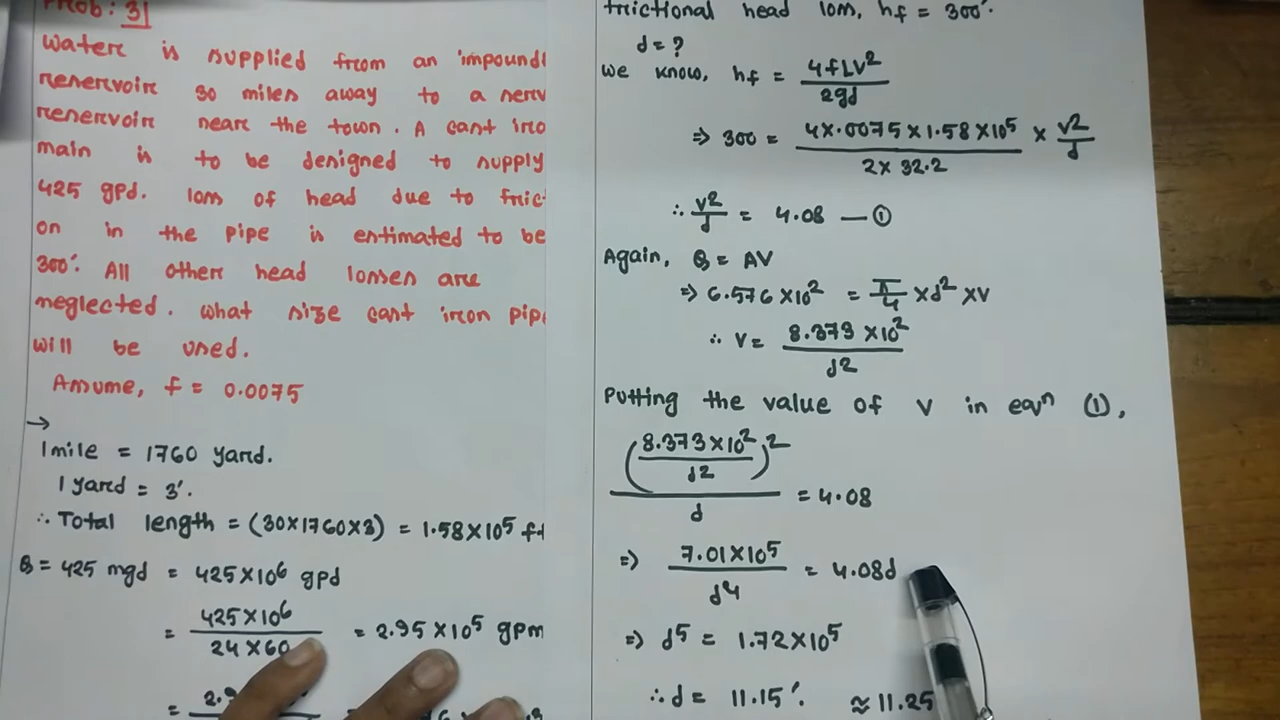 Prob: 31
Water is supplied from an impoundi
reservoir 30 miles away to a serv
reservoir near the town. A cast iro
main is to be designed to supply
425 gpd. loss of head due to frict
on in the pipe is estimated to be
300'. All other head losses are
neglected. What size cast iron pipe
will be used.
Assume, f = 0.0075
→
1 mile = 1760 yard.
1 yard = 3'.
∴ Total length = (30×1760×3) = 1.58×10⁵ ft
Q = 425 mgd = 425×10⁶ gpd
= 425×10⁶ / 24×60 = 2.95×10⁵ gpm
frictional head loss, hf = 300'.
d = ?
We know, hf = 4fLV² / 2gd
⇒ 300 = 4×.0075×1.58×10⁵ / 2×32.2 × V²/d
∴ V²/d = 4.08 — ①
Again, Q = AV
⇒ 6.576×10² = π/4 × d² × V
∴ V = 8.373×10² / d²
Putting the value of V in eqⁿ (1),
(8.373×10² / d²)² / d = 4.08
⇒ 7.01×10⁵ / d⁴ = 4.08d
⇒ d⁵ = 1.72×10⁵
∴ d = 11.15'. ≈ 11.25